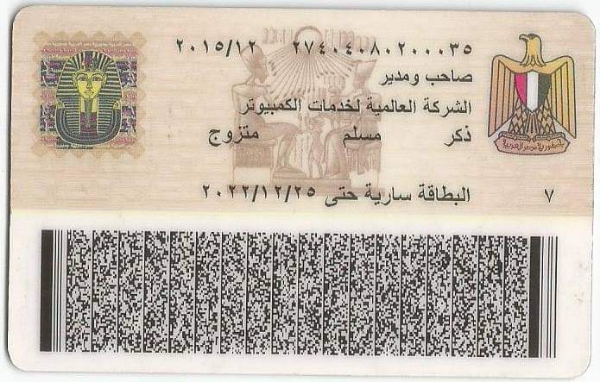 ٢٧٤٠٤٠٨٠٢٠٠٠٣٥ ٢٠١٥/١٢
صاحب ومدير
الشركة العالمية لخدمات الكمبيوتر
ذكر مسلم متزوج
البطاقة سارية حتى ٢٠٢٢/١٢/٢٥
٧
جمهورية مصر العربية